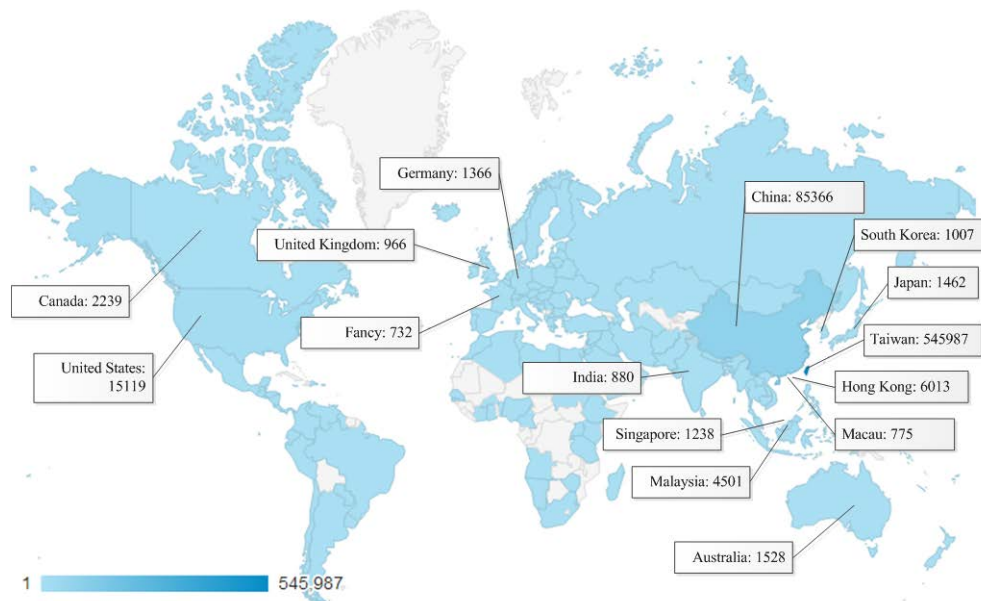 Germany: 1366
China: 85366
United Kingdom: 966
South Korea: 1007
Canada: 2239
Japan: 1462
Fancy: 732
Taiwan: 545987
United States:
15119
India: 880
Hong Kong: 6013
Singapore: 1238
Macau: 775
Malaysia: 4501
Australia: 1528
1
545,987